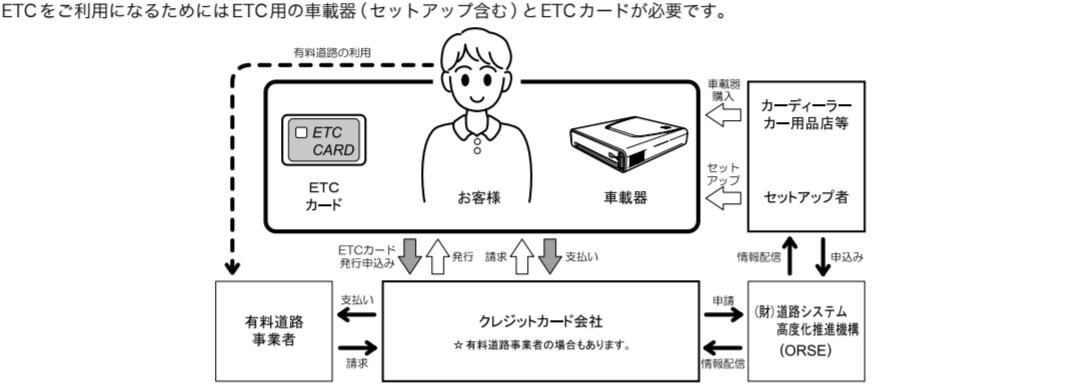 ETCをご利用になるためにはETC用の車載器(セットアップ含む)とETCカードが必要です。
有料道路の利用
車載器
購入
カーディーラー
カー用品店等
ETC
CARD
セット
アップ
ETC
カード
お客様
車載器
セットアップ者
ETCカード
発行申込み
発行
請求
支払い
情報配信
申込み
有料道路
事業者
支払い
請求
クレジットカード会社
☆有料道路事業者の場合もあります。
申請
情報配信
(財)道路システム
高度化推進機構
(ORSE)